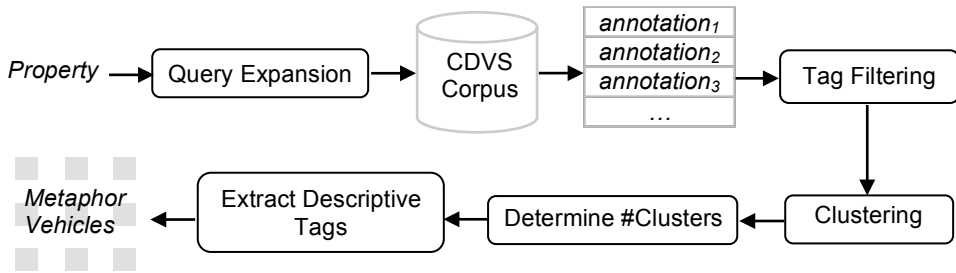 Property
Query Expansion
CDVS
Corpus
annotation1
annotation2
annotation3
...
Tag Filtering
Clustering
Determine #Clusters
Extract Descriptive
Tags
Metaphor
Vehicles